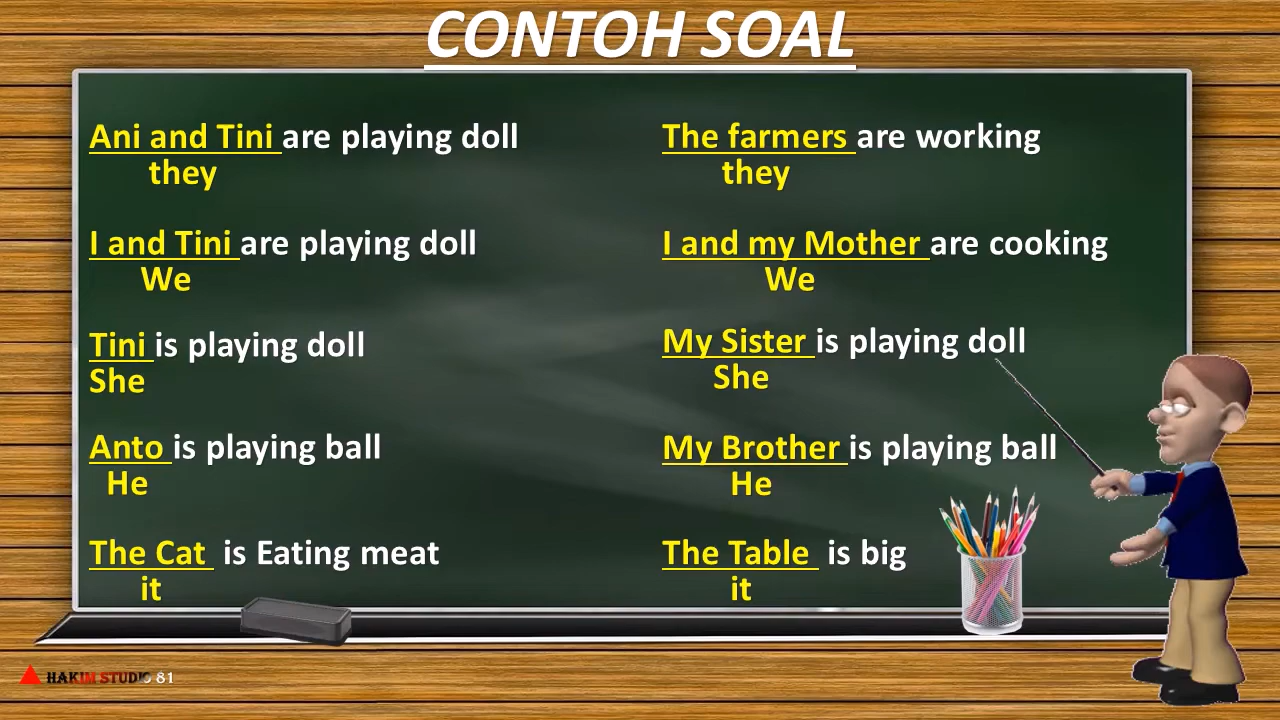 CONTOH SOAL
Ani and Tini are playing doll
they
I and Tini are playing doll
We
Tini is playing doll
She
Anto is playing ball
He
The Cat is Eating meat
it
The farmers are working
they
I and my Mother are cooking
We
My Sister is playing doll
She
My Brother is playing ball
He
The Table is big
it
HAKIM STUDIO 81